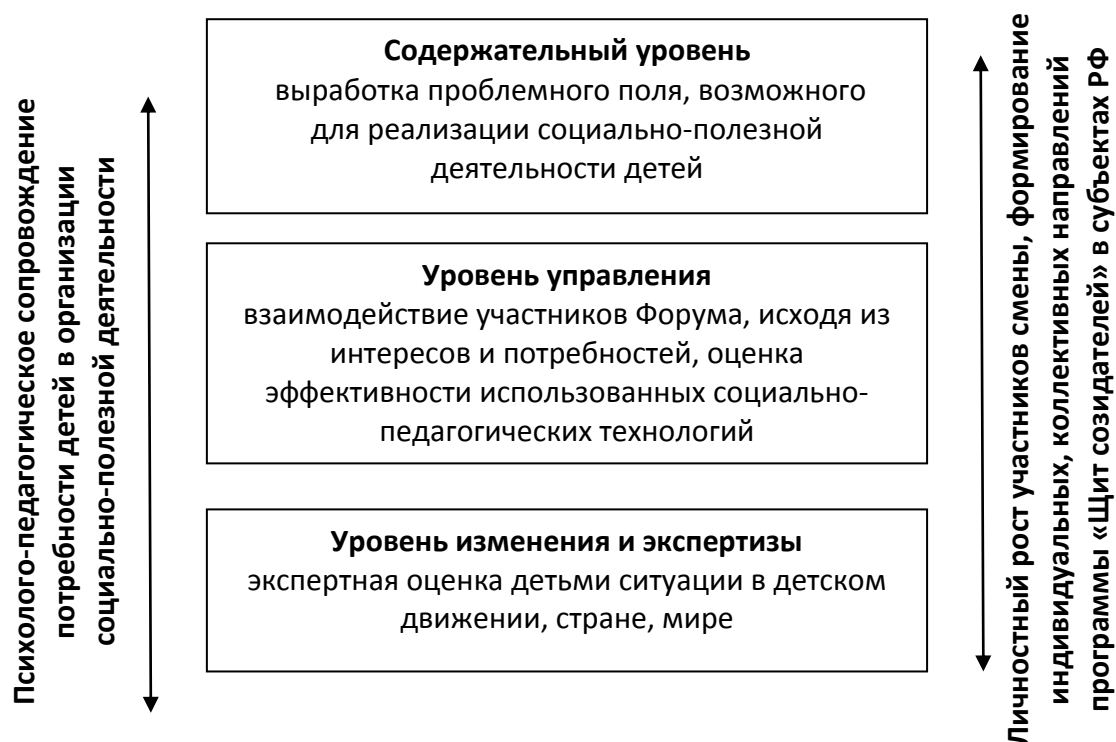 Психолого-педагогическое сопровождение
потребности детей в организации
социально-полезной деятельности
Содержательный уровень
выработка проблемного поля, возможного
для реализации социально-полезной
деятельности детей
Уровень управления
взаимодействие участников Форума, исходя из
интересов и потребностей, оценка
эффективности использованных социально-
педагогических технологий
Уровень изменения и экспертизы
экспертная оценка детьми ситуации в детском
движении, стране, мире
Личностный рост участников смены, формирование
индивидуальных, коллективных направлений
программы «Щит созидателей» в субъектах РФ